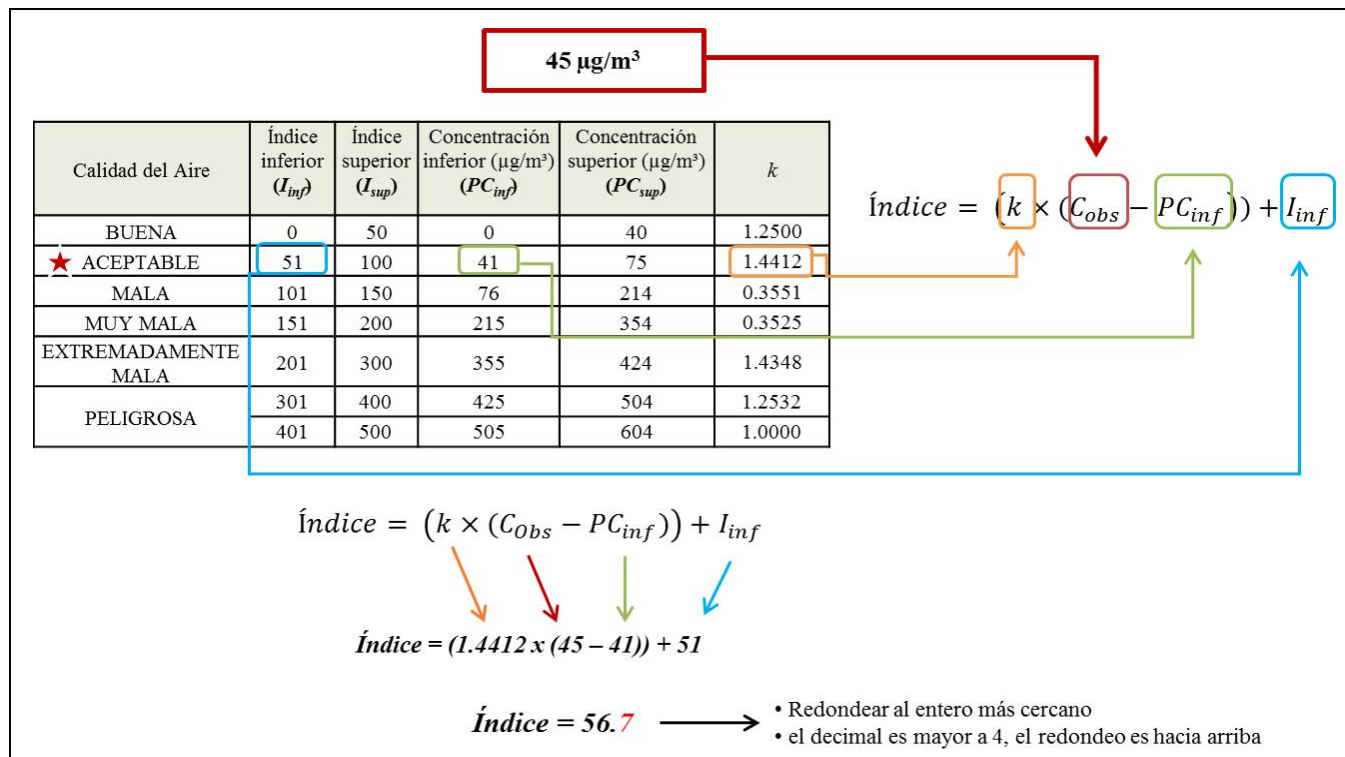 45 µg/m³
Calidad del Aire
Índice
inferior
(I_inf)
Índice
superior
(I_sup)
Concentración
inferior (µg/m³)
(PC_inf)
Concentración
superior (µg/m³)
(PC_sup)
k
BUENA 0 50 0 40 1.2500
★ ACEPTABLE 51 100 41 75 1.4412
MALA 101 150 76 214 0.3551
MUY MALA 151 200 215 354 0.3525
EXTREMADAMENTE
MALA 201 300 355 424 1.4348
PELIGROSA 301 400 425 504 1.2532
401 500 505 604 1.0000
Índice = (k × (C_obs − PC_inf)) + I_inf
Índice = (k × (C_Obs − PC_inf)) + I_inf
Índice = (1.4412 x (45 – 41)) + 51
Índice = 56.7
• Redondear al entero más cercano
• el decimal es mayor a 4, el redondeo es hacia arriba